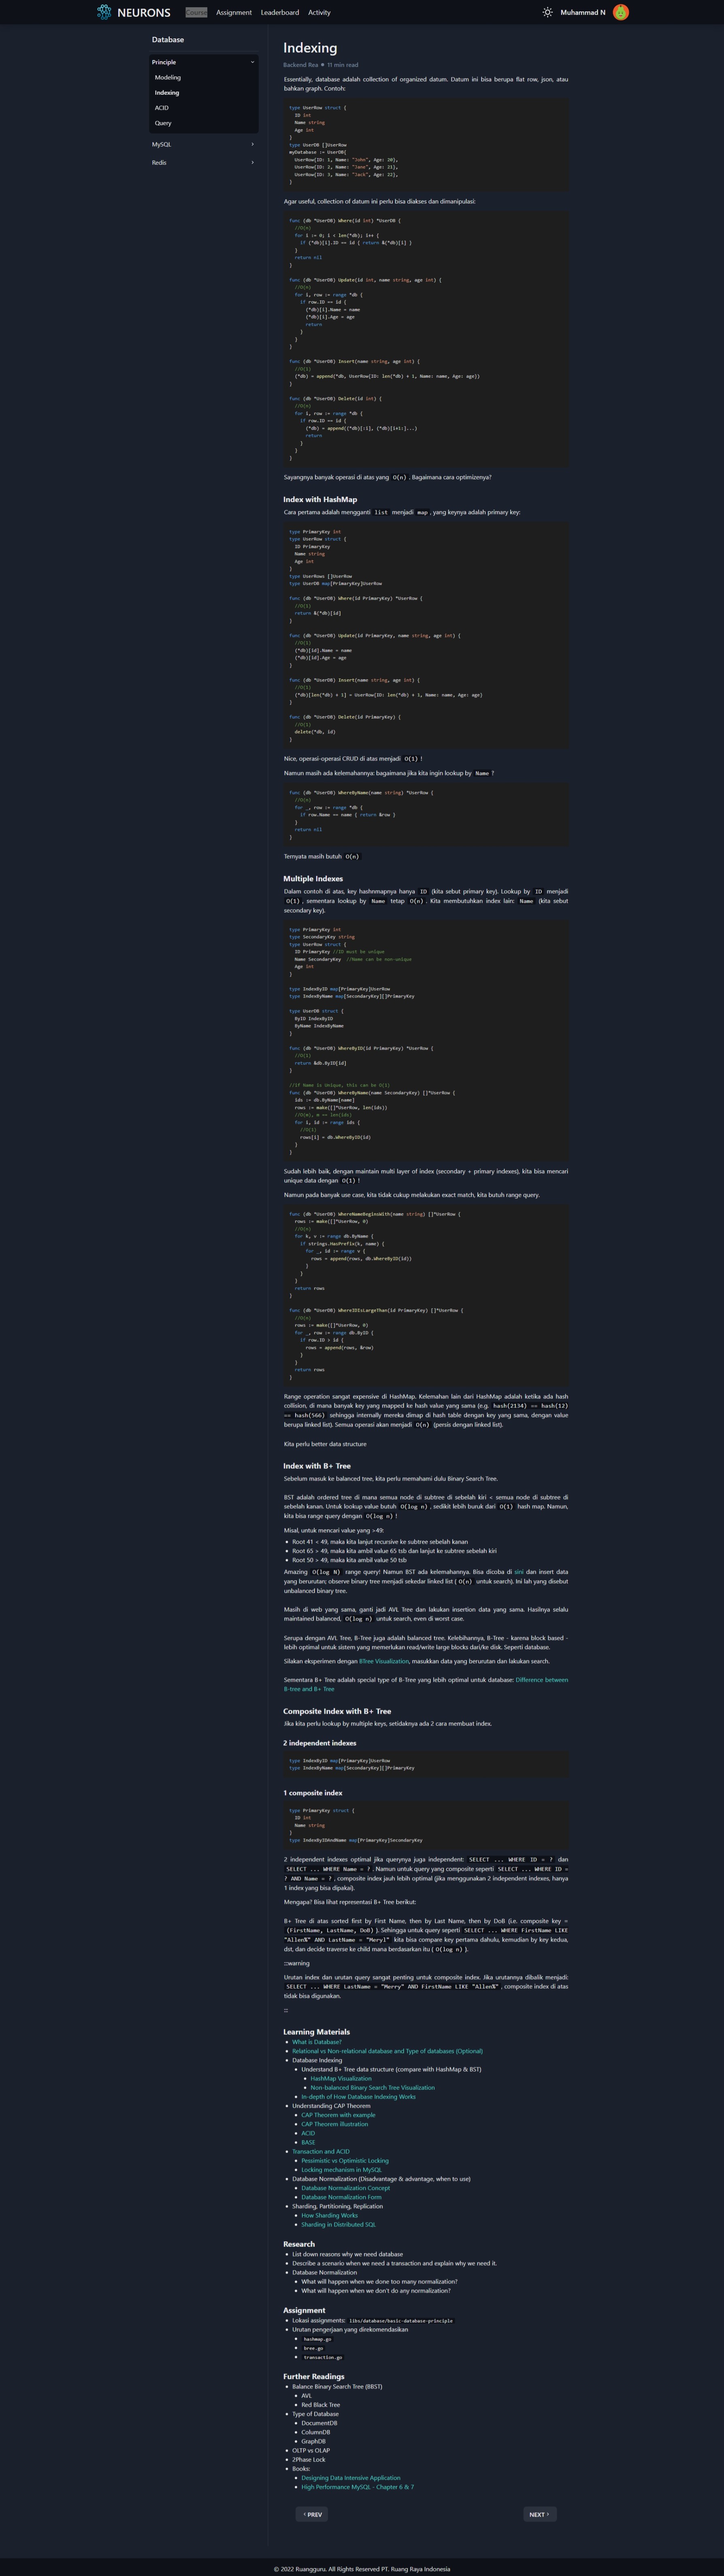 NEURONS
Course
Assignment
Leaderboard
Activity
Muhammad N
Database
Principle
Modeling
Indexing
ACID
Query
MySQL
Redis
Indexing
Backend Rea
11 min read
Essentially, database adalah collection of organized datum. Datum ini bisa berupa flat row, json, atau
bahkan graph. Contoh:
type UserRow struct {
ID int
Name string
Age int
}
type UserDB []UserRow
myDatabase := UserDB{
UserRow{ID: 1, Name: "John", Age: 20},
UserRow{ID: 2, Name: "Jane", Age: 21},
UserRow{ID: 3, Name: "Jack", Age: 22},
}
Agar useful, collection of datum ini perlu bisa diakses dan dimanipulasi:
func (db *UserDB) Where(id int) *UserDB {
//O(n)
for i := 0; i < len(*db); i++ {
if (*db)[i].ID == id { return &(*db)[i] }
}
return nil
}
func (db *UserDB) Update(id int, name string, age int) {
//O(n)
for i, row := range *db {
if row.ID == id {
(*db)[i].Name = name
(*db)[i].Age = age
return
}
}
}
func (db *UserDB) Insert(name string, age int) {
//O(1)
(*db) = append(*db, UserRow{ID: len(*db) + 1, Name: name, Age: age})
}
func (db *UserDB) Delete(id int) {
//O(n)
for i, row := range *db {
if row.ID == id {
(*db) = append((*db)[:i], (*db)[i+1:]...)
return
}
}
}
Sayangnya banyak operasi di atas yang O(n). Bagaimana cara optimizenya?
Index with HashMap
Cara pertama adalah mengganti list menjadi map, yang keynya adalah primary key:
type PrimaryKey int
type UserRow struct {
ID PrimaryKey
Name string
Age int
}
type UserRows []UserRow
type UserDB map[PrimaryKey]UserRow
func (db *UserDB) Where(id PrimaryKey) *UserRow {
//O(1)
return &(*db)[id]
}
func (db *UserDB) Update(id PrimaryKey, name string, age int) {
//O(1)
(*db)[id].Name = name
(*db)[id].Age = age
}
func (db *UserDB) Insert(name string, age int) {
//O(1)
(*db)[len(*db) + 1] = UserRow{ID: len(*db) + 1, Name: name, Age: age}
}
func (db *UserDB) Delete(id PrimaryKey) {
//O(1)
delete(*db, id)
}
Nice, operasi-operasi CRUD di atas menjadi O(1)!
Namun masih ada kelemahannya: bagaimana jika kita ingin lookup by Name?
func (db *UserDB) WhereByName(name string) *UserRow {
//O(n)
for _, row := range *db {
if row.Name == name { return &row }
}
return nil
}
Ternyata masih butuh O(n)
Multiple Indexes
Dalam contoh di atas, key hashnmapnya hanya ID (kita sebut primary key). Lookup by ID menjadi
O(1), sementara lookup by Name tetap O(n). Kita membutuhkan index lain: Name (kita sebut
secondary key).
type PrimaryKey int
type SecondaryKey string
type UserRow struct {
ID PrimaryKey //ID must be unique
Name SecondaryKey //Name can be non-unique
Age int
}
type IndexByID map[PrimaryKey]UserRow
type IndexByName map[SecondaryKey][]PrimaryKey
type UserDB struct {
ByID IndexByID
ByName IndexByName
}
func (db *UserDB) WhereByID(id PrimaryKey) *UserRow {
//O(1)
return &db.ByID[id]
}
//If Name is Unique, this can be O(1)
func (db *UserDB) WhereByName(name SecondaryKey) []*UserRow {
ids := db.ByName[name]
rows := make([]*UserRow, len(ids))
//O(m), m == len(ids)
for i, id := range ids {
//O(1)
rows[i] = db.WhereByID(id)
}
}
Sudah lebih baik, dengan maintain multi layer of index (secondary + primary indexes), kita bisa mencari
unique data dengan O(1)!
Namun pada banyak use case, kita tidak cukup melakukan exact match, kita butuh range query.
func (db *UserDB) WhereNameBeginsWith(name string) []*UserRow {
rows := make([]*UserRow, 0)
//O(n)
for k, v := range db.ByName {
if strings.HasPrefix(k, name) {
for _, id := range v {
rows = append(rows, db.WhereByID(id))
}
}
}
return rows
}
func (db *UserDB) WhereIDIsLargeThan(id PrimaryKey) []*UserRow {
//O(n)
rows := make([]*UserRow, 0)
for _, row := range db.ByID {
if row.ID > id {
rows = append(rows, &row)
}
}
return rows
}
Range operation sangat expensive di HashMap. Kelemahan lain dari HashMap adalah ketika ada hash
collision, di mana banyak key yang mapped ke hash value yang sama (e.g. hash(2134) == hash(12)
== hash(566) sehingga internally mereka dimap di hash table dengan key yang sama, dengan value
berupa linked list). Semua operasi akan menjadi O(n) (persis dengan linked list).
Kita perlu better data structure
Index with B+ Tree
Sebelum masuk ke balanced tree, kita perlu memahami dulu Binary Search Tree.
BST adalah ordered tree di mana semua node di subtree di sebelah kiri < semua node di subtree di
sebelah kanan. Untuk lookup value butuh O(log n), sedikit lebih buruk dari O(1) hash map. Namun,
kita bisa range query dengan O(log n)!
Misal, untuk mencari value yang >49:
• Root 41 < 49, maka kita lanjut recursive ke subtree sebelah kanan
• Root 65 > 49, maka kita ambil value 65 tsb dan lanjut ke subtree sebelah kiri
• Root 50 > 49, maka kita ambil value 50 tsb
Amazing O(log N) range query! Namun BST ada kelemahannya. Bisa dicoba di sini dan insert data
yang berurutan; observe binary tree menjadi sekedar linked list (O(n) untuk search). Ini lah yang disebut
unbalanced binary tree.
Masih di web yang sama, ganti jadi AVL Tree dan lakukan insertion data yang sama. Hasilnya selalu
maintained balanced, O(log n) untuk search, even di worst case.
Serupa dengan AVL Tree, B-Tree juga adalah balanced tree. Kelebihannya, B-Tree - karena block based -
lebih optimal untuk sistem yang memerlukan read/write large blocks dari/ke disk. Seperti database.
Silakan eksperimen dengan BTree Visualization, masukkan data yang berurutan dan lakukan search.
Sementara B+ Tree adalah special type of B-Tree yang lebih optimal untuk database: Difference between
B-tree and B+ Tree
Composite Index with B+ Tree
Jika kita perlu lookup by multiple keys, setidaknya ada 2 cara membuat index.
2 independent indexes
type IndexByID map[PrimaryKey]UserRow
type IndexByName map[SecondaryKey][]PrimaryKey
1 composite index
type PrimaryKey struct {
ID int
Name string
}
type IndexByIDAndName map[PrimaryKey]SecondaryKey
2 independent indexes optimal jika querynya juga independent: SELECT ... WHERE ID = ? dan
SELECT ... WHERE Name = ?. Namun untuk query yang composite seperti SELECT ... WHERE ID =
? AND Name = ?, composite index jauh lebih optimal (jika menggunakan 2 independent indexes, hanya
1 index yang bisa dipakai).
Mengapa? Bisa lihat representasi B+ Tree berikut:
B+ Tree di atas sorted first by First Name, then by Last Name, then by DoB (i.e. composite key =
(FirstName, LastName, DoB)). Sehingga untuk query seperti SELECT ... WHERE FirstName LIKE
"Allen%" AND LastName = "Meryl" kita bisa compare key pertama dahulu, kemudian by key kedua,
dst, dan decide traverse ke child mana berdasarkan itu (O(log n)).
:::warning
Urutan index dan urutan query sangat penting untuk composite index. Jika urutannya dibalik menjadi:
SELECT ... WHERE LastName = "Merry" AND FirstName LIKE "Allen%", composite index di atas
tidak bisa digunakan.
:::
Learning Materials
• What is Database?
• Relational vs Non-relational database and Type of databases (Optional)
• Database Indexing
• Understand B+ Tree data structure (compare with HashMap & BST)
• HashMap Visualization
• Non-balanced Binary Search Tree Visualization
• In-depth of How Database Indexing Works
• Understanding CAP Theorem
• CAP Theorem with example
• CAP Theorem illustration
• ACID
• BASE
• Transaction and ACID
• Pessimistic vs Optimistic Locking
• Locking mechanism in MySQL
• Database Normalization (Disadvantage & advantage, when to use)
• Database Normalization Concept
• Database Normalization Form
• Sharding, Partitioning, Replication
• How Sharding Works
• Sharding in Distributed SQL
Research
• List down reasons why we need database
• Describe a scenario when we need a transaction and explain why we need it.
• Database Normalization
• What will happen when we done too many normalization?
• What will happen when we don't do any normalization?
Assignment
• Lokasi assignments: libs/database/basic-database-principle
• Urutan pengerjaan yang direkomendasikan
• hashmap.go
• btree.go
• transaction.go
Further Readings
• Balance Binary Search Tree (BBST)
• AVL
• Red Black Tree
• Type of Database
• DocumentDB
• ColumnDB
• GraphDB
• OLTP vs OLAP
• 2Phase Lock
• Books:
• Designing Data Intensive Application
• High Performance MySQL - Chapter 6 & 7
‹ PREV
NEXT ›
© 2022 Ruangguru. All Rights Reserved PT. Ruang Raya Indonesia